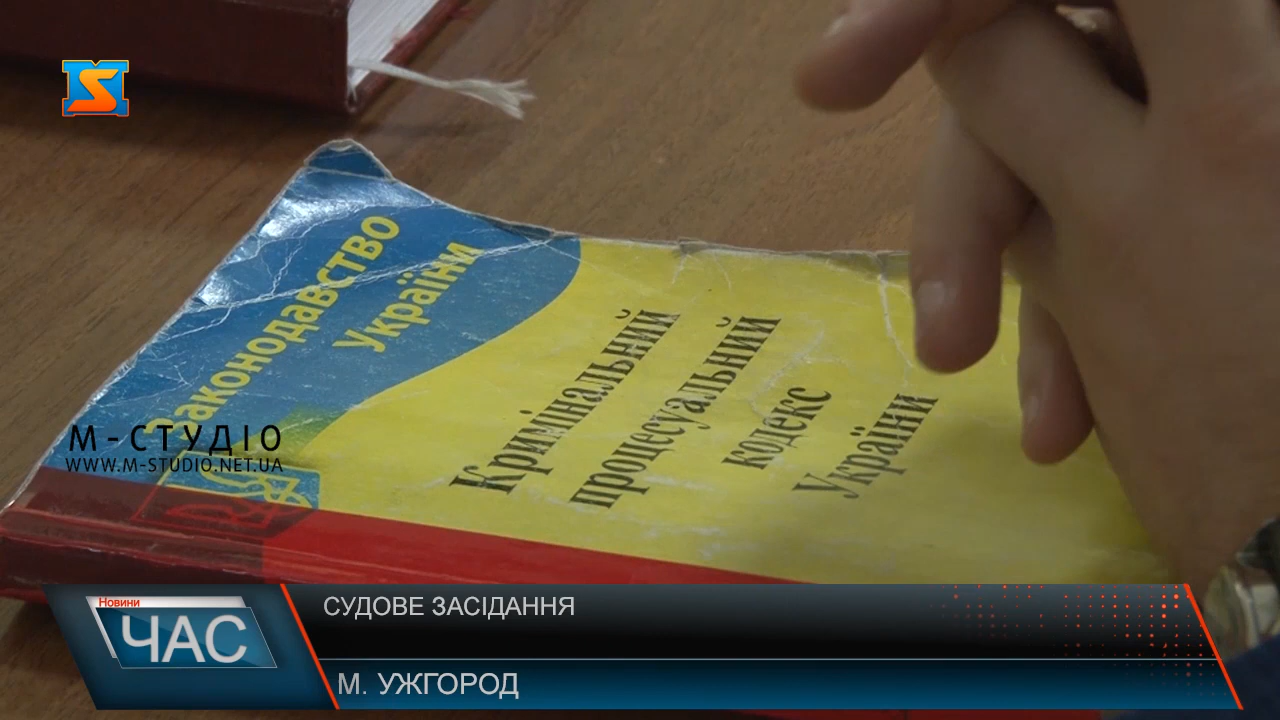 Законодавство
України
Кримінальний
процесуальний
кодекс
України
М-СТУДІО
WWW.M-STUDIO.NET.UA
Новини
ЧАС
СУДОВЕ ЗАСІДАННЯ
М. УЖГОРОД